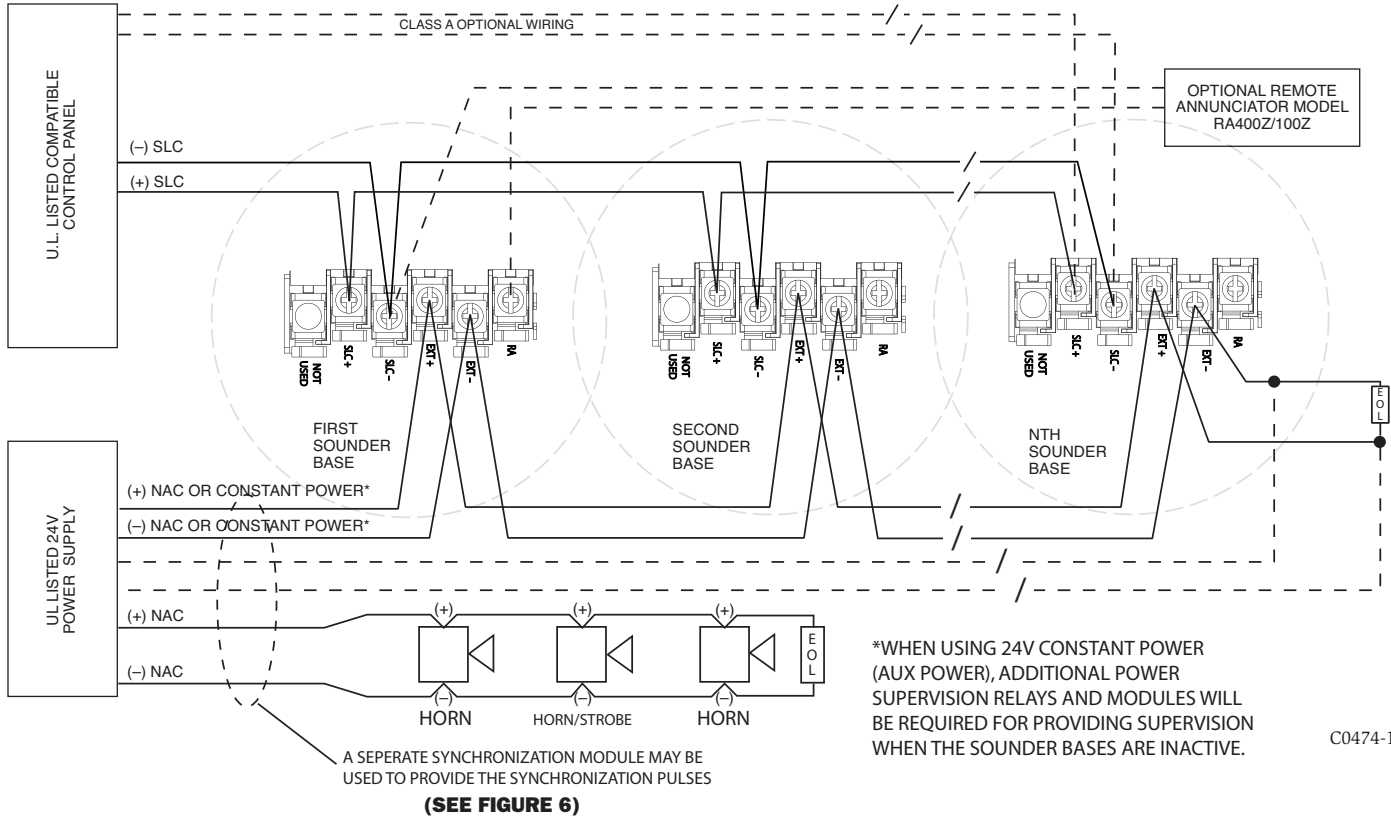 CLASS A OPTIONAL WIRING
U.L. LISTED COMPATIBLE
CONTROL PANEL
OPTIONAL REMOTE
ANNUNCIATOR MODEL
RA400Z/100Z
(–) SLC
(+) SLC
NOT
USED
SLC +
SLC -
EXT +
EXT -
RA
NOT
USED
SLC +
SLC -
EXT +
EXT -
RA
NOT
USED
SLC +
SLC -
EXT +
EXT -
RA
EOL
FIRST
SOUNDER
BASE
SECOND
SOUNDER
BASE
NTH
SOUNDER
BASE
UL LISTED 24V
POWER SUPPLY
(+) NAC OR CONSTANT POWER*
(–) NAC OR CONSTANT POWER*
(+) NAC
(–) NAC
(+)
(+)
(+)
EOL
(–)
(–)
(–)
HORN
HORN/STROBE
HORN
*WHEN USING 24V CONSTANT POWER
(AUX POWER), ADDITIONAL POWER
SUPERVISION RELAYS AND MODULES WILL
BE REQUIRED FOR PROVIDING SUPERVISION
WHEN THE SOUNDER BASES ARE INACTIVE.
C0474-1
A SEPERATE SYNCHRONIZATION MODULE MAY BE
USED TO PROVIDE THE SYNCHRONIZATION PULSES
(SEE FIGURE 6)